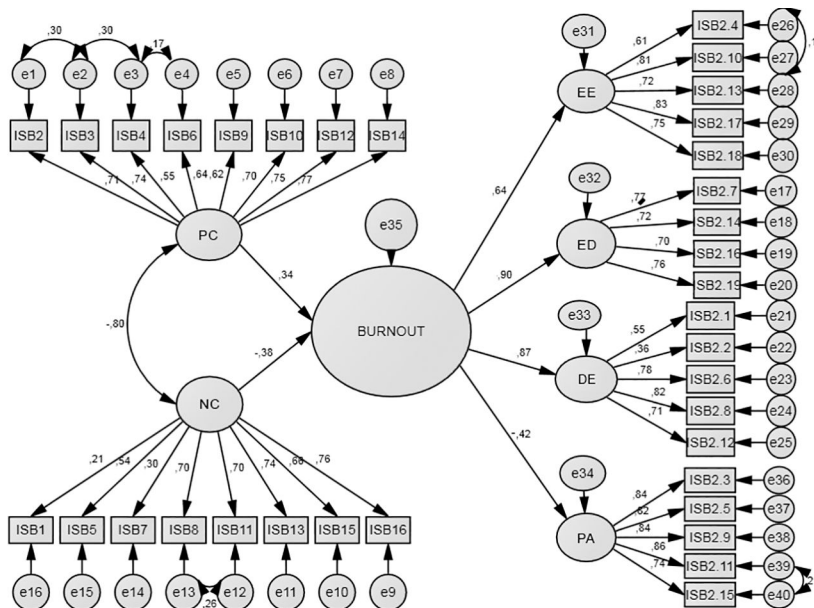 ,30 ,30 ,17
e1 e2 e3 e4 e5 e6 e7 e8
ISB2 ISB3 ISB4 ISB6 ISB9 ISB10 ISB12 ISB14
,71 ,74 ,55 ,64 ,62 ,70 ,75 ,77
PC
e35
,34
BURNOUT
-,80
-,38
NC
,21 ,54 ,30 ,70 ,70 ,74 ,76
ISB1 ISB5 ISB7 ISB8 ISB11 ISB13 ISB15 ISB16
e16 e15 e14 e13 e12 e11 e10 e9
,26
,64
,90
,87
-,42
e31
EE
,61 ISB2.4 e26
,81 ISB2.10 e27
,72 ISB2.13 e28
,83 ISB2.17 e29
,75 ISB2.18 e30
e32
ED
,77 ISB2.7 e17
,72 SB2.14 e18
,70 ISB2.16 e19
,76 SB2.19 e20
e33
DE
,55 ISB2.1 e21
,36 ISB2.2 e22
,78 ISB2.6 e23
,82 ISB2.8 e24
,71 ISB2.12 e25
e34
PA
,84 ISB2.3 e36
,82 ISB2.5 e37
,84 ISB2.9 e38
,86 ISB2.11 e39
,74 ISB2.15 e40